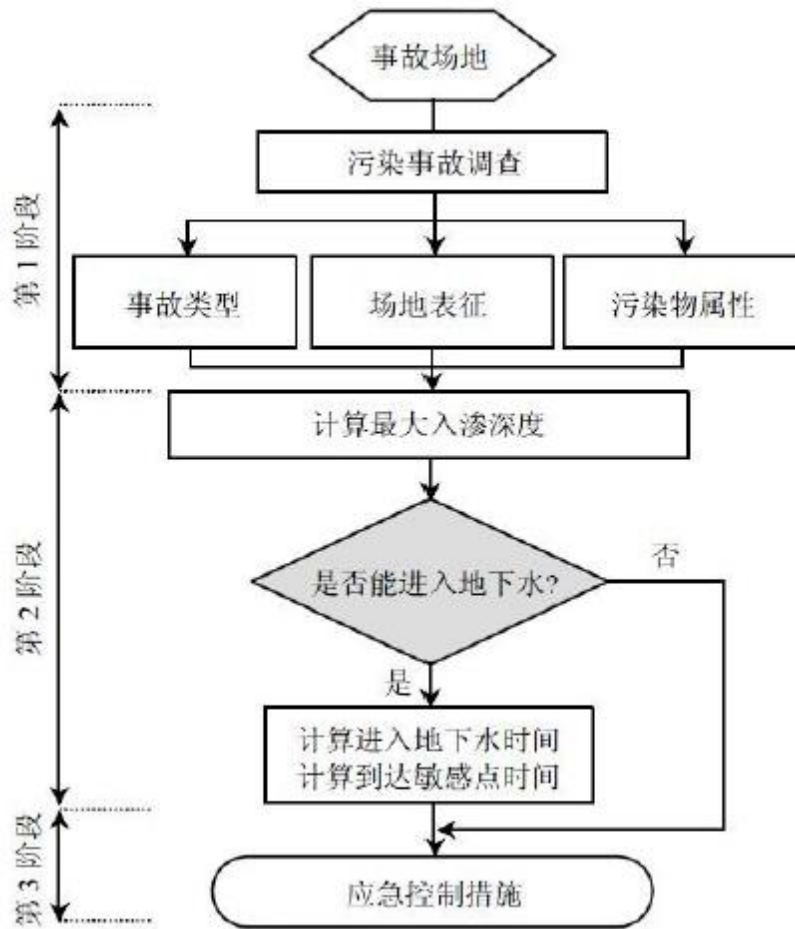 事故场地
污染事故调查
第 1 阶段
事故类型
场地表征
污染物属性
计算最大入渗深度
第 2 阶段
是否能进入地下水?
否
是
计算进入地下水时间
计算到达敏感点时间
第 3 阶段
应急控制措施